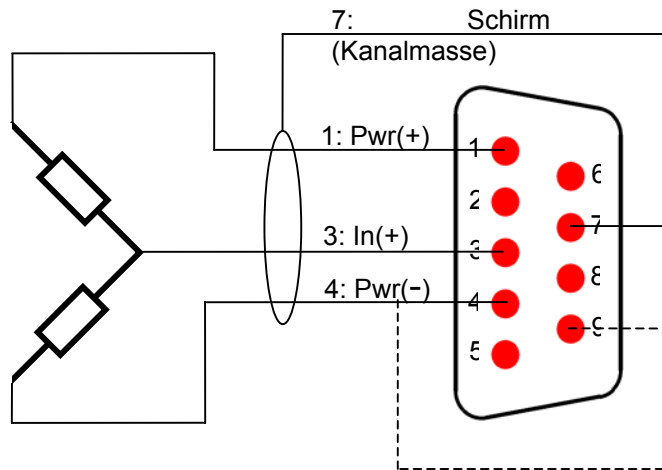 7: Schirm
(Kanalmasse)
1: Pwr(+)
3: In(+)
4: Pwr(-)
1
2
3
4
5
6
7
8
9